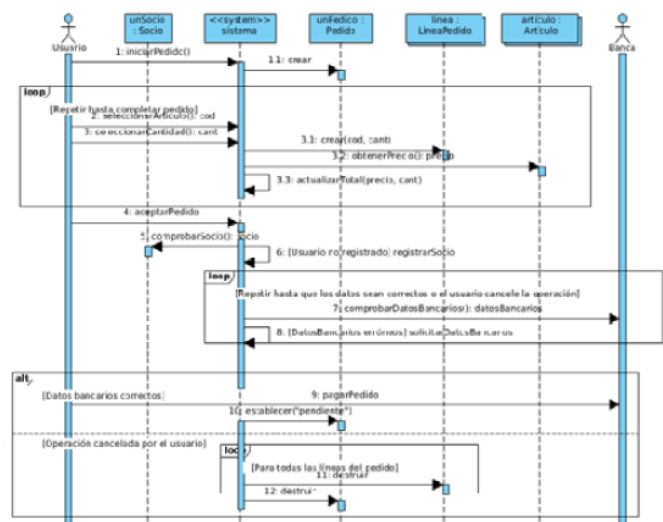 unSocio
: Socio
<<system>>
sistema
unPedido :
Pedido
linea :
LineaPedido
artículo :
Artículo
Usuario
Banca
1: iniciarPedido()
1.1: crear
loop
[Repetir hasta completar pedido]
2: seleccionarArticulo(): cod
3: seleccionarCantidad(): cant
3.1: crear(cod, cant)
3.2: obtenerPrecio(): precio
3.3: actualizarTotal(precio, cant)
4: aceptarPedido
5: comprobarSocio(): socio
6: [Usuario no registrado] registrarSocio
loop
[Repetir hasta que los datos sean correctos o el usuario cancele la operación]
7: comprobarDatosBancarios(): datosBancarios
8: [DatosBancarios erróneos] solicitarDatosBancarios
alt
[Datos bancarios correctos]
9: pagarPedido
10: establecer("pendiente")
[Operación cancelada por el usuario]
loop
[Para todas las líneas del pedido]
11: destruir
12: destruir